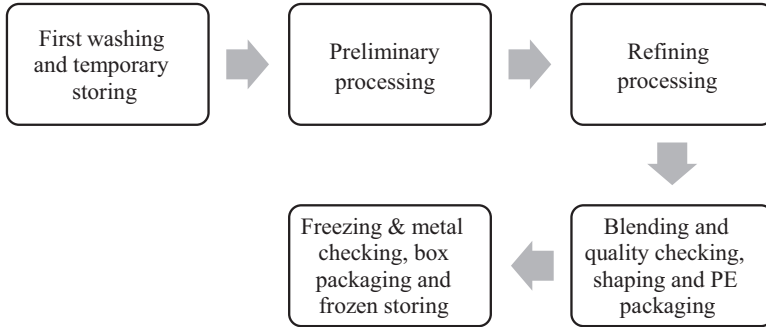 First washing
and temporary
storing
Preliminary
processing
Refining
processing
Blending and
quality checking,
shaping and PE
packaging
Freezing & metal
checking, box
packaging and
frozen storing